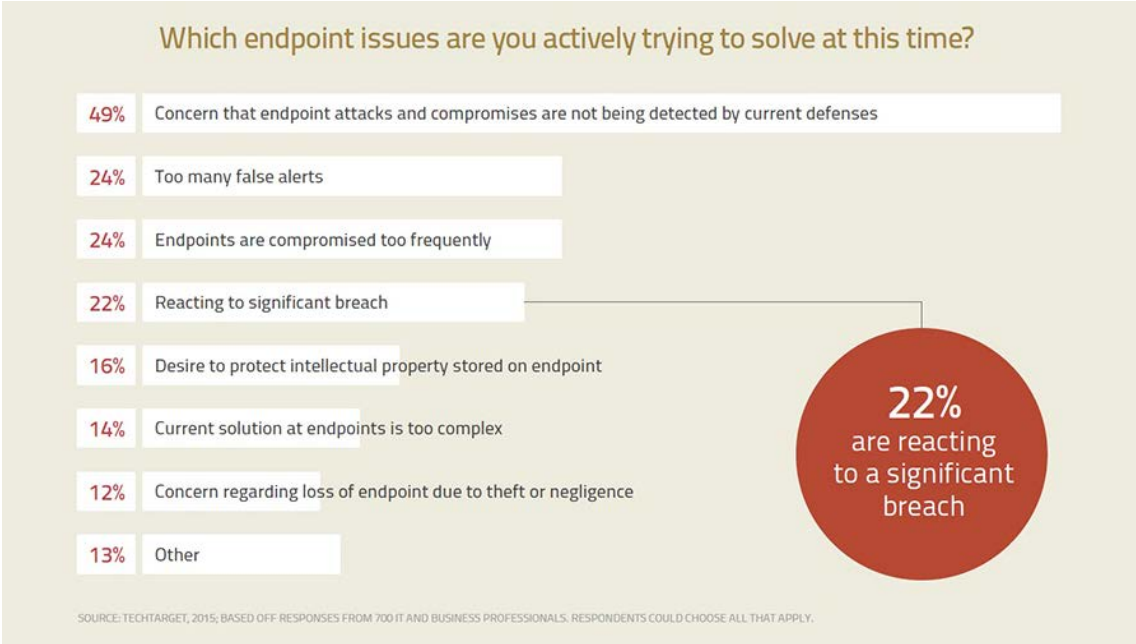 Which endpoint issues are you actively trying to solve at this time?
49% Concern that endpoint attacks and compromises are not being detected by current defenses
24% Too many false alerts
24% Endpoints are compromised too frequently
22% Reacting to significant breach
16% Desire to protect intellectual property stored on endpoint
14% Current solution at endpoints is too complex
12% Concern regarding loss of endpoint due to theft or negligence
13% Other
22%
are reacting
to a significant
breach
SOURCE: TECHTARGET, 2015; BASED OFF RESPONSES FROM 700 IT AND BUSINESS PROFESSIONALS. RESPONDENTS COULD CHOOSE ALL THAT APPLY.